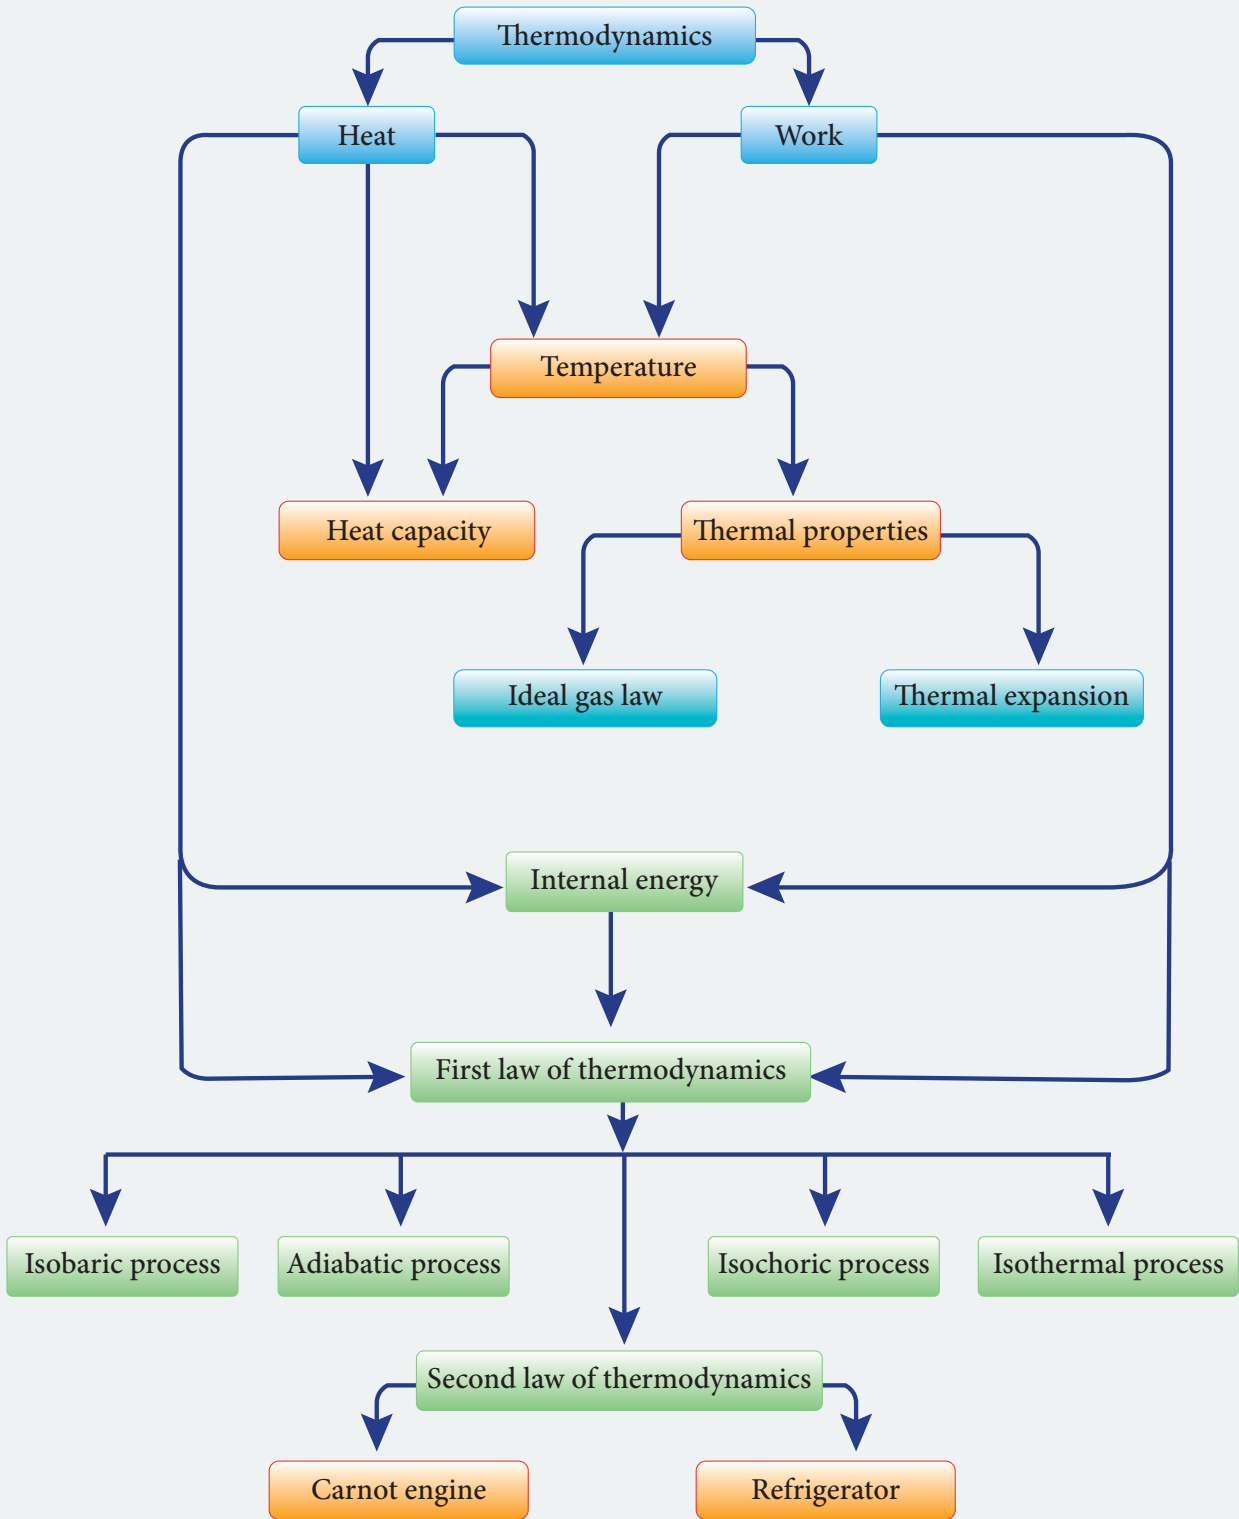 Thermodynamics
Heat
Work
Temperature
Heat capacity
Thermal properties
Ideal gas law
Thermal expansion
Internal energy
First law of thermodynamics
Isobaric process
Adiabatic process
Isochoric process
Isothermal process
Second law of thermodynamics
Carnot engine
Refrigerator